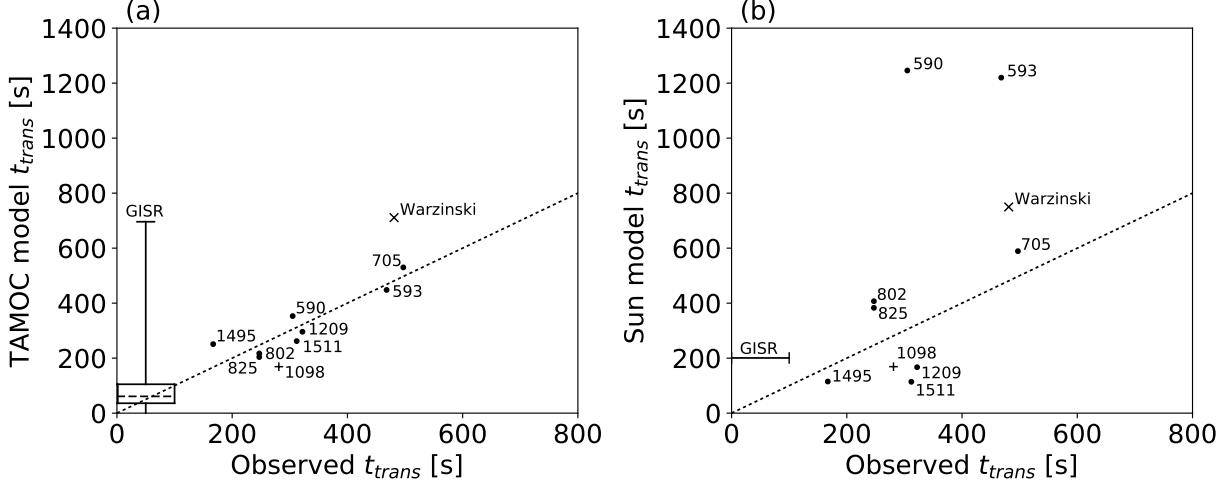 (a)
TAMOC model t_trans [s]
1400
1200
1000
800
600
400
200
0
GISR
Warzinski
705
593
590
1209
1511
1495
802
825
1098
0 200 400 600 800
Observed t_trans [s]
(b)
Sun model t_trans [s]
1400
1200
1000
800
600
400
200
0
590
593
Warzinski
705
802
825
GISR
1098
1495
1209
1511
0 200 400 600 800
Observed t_trans [s]